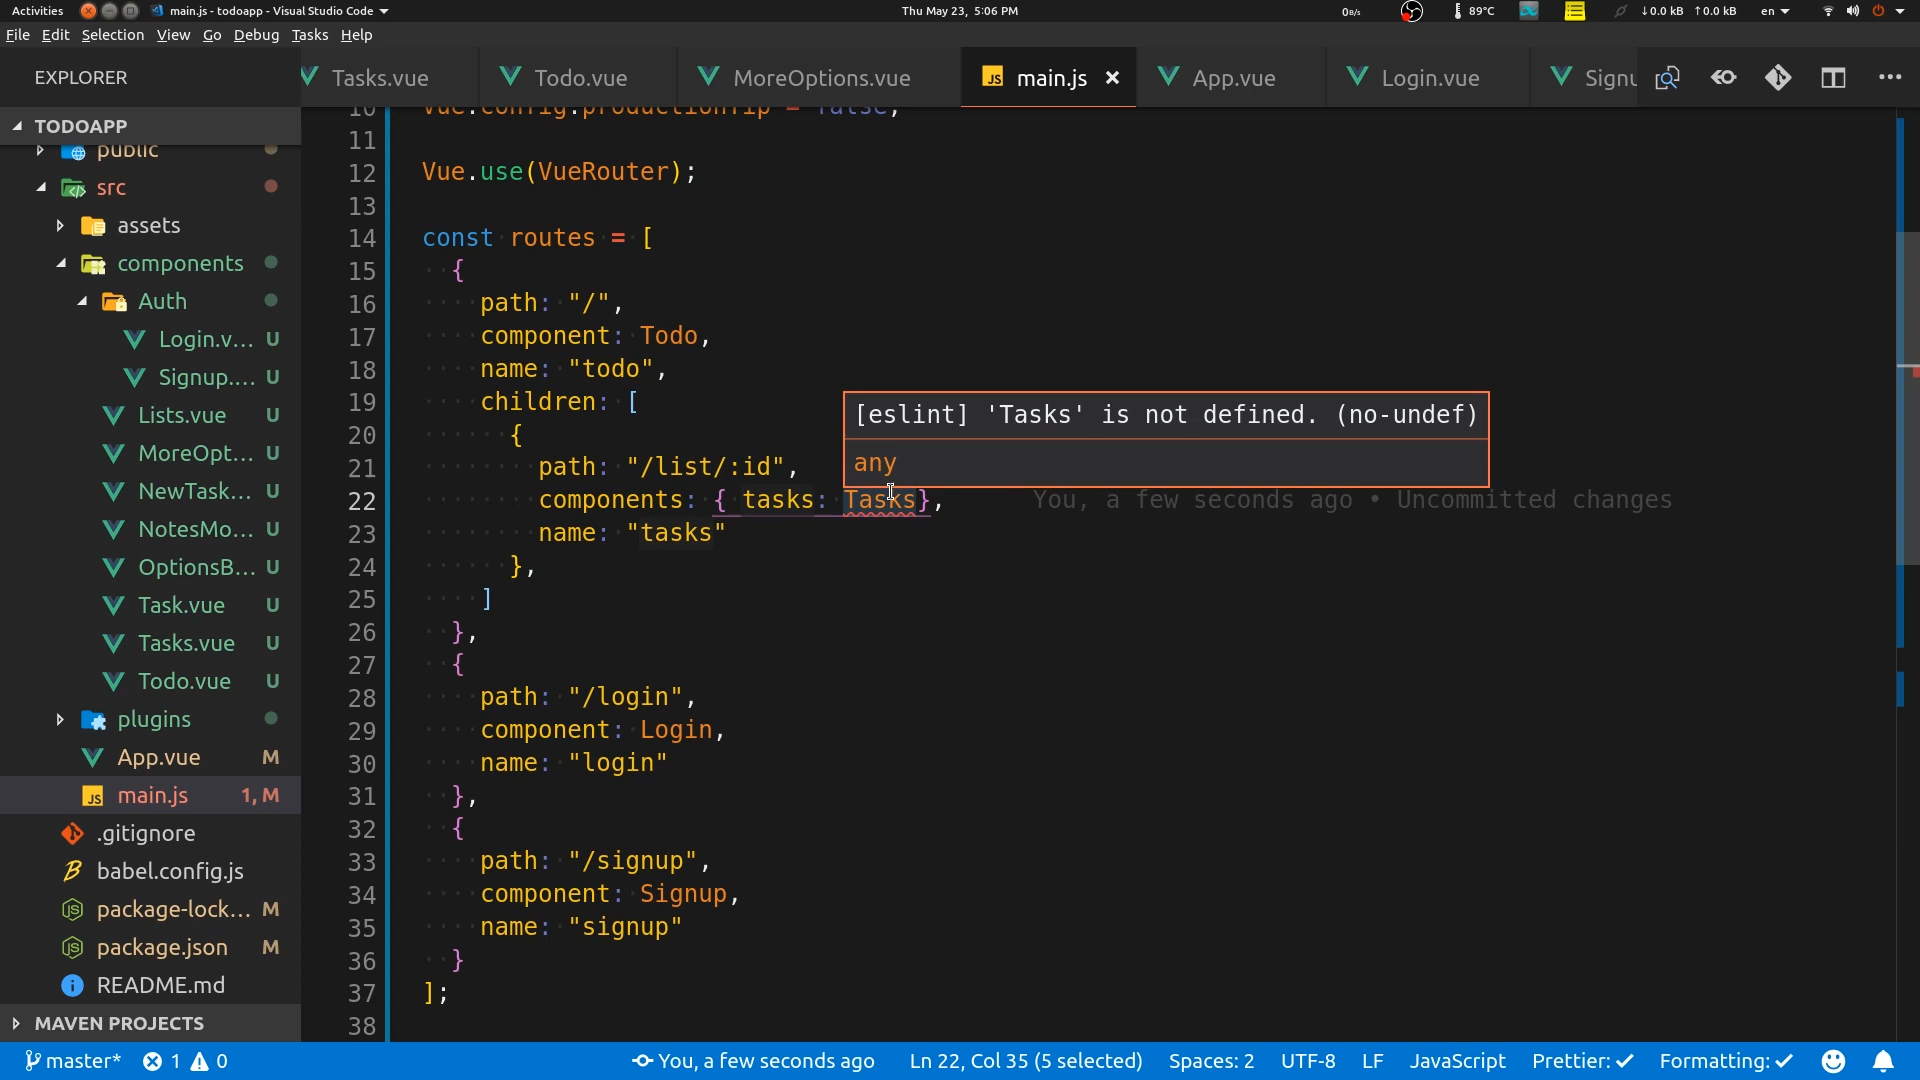 Activities main.js - todoapp - Visual Studio Code Thu May 23, 5:06 PM 0B/s 89°C ↓0.0 kB ↑0.0 kB en
File Edit Selection View Go Debug Tasks Help
EXPLORER Tasks.vue Todo.vue MoreOptions.vue JS main.js × App.vue Login.vue Signu
TODOAPP
public
src
assets
components
Auth
Login.v... U
Signup.... U
Lists.vue U
MoreOpt... U
NewTask... U
NotesMo... U
OptionsB... U
Task.vue U
Tasks.vue U
Todo.vue U
plugins
App.vue M
JS main.js 1, M
.gitignore
babel.config.js
package-lock... M
package.json M
README.md
MAVEN PROJECTS
10 Vue.config.productionTip = false;
11
12 Vue.use(VueRouter);
13
14 const routes = [
15 {
16 path: "/",
17 component: Todo,
18 name: "todo",
19 children: [
20 {
21 path: "/list/:id",
22 components: { tasks: Tasks}, You, a few seconds ago • Uncommitted changes
23 name: "tasks"
24 },
25 ]
26 },
27 {
28 path: "/login",
29 component: Login,
30 name: "login"
31 },
32 {
33 path: "/signup",
34 component: Signup,
35 name: "signup"
36 }
37 ];
38
[eslint] 'Tasks' is not defined. (no-undef)
any
master* 1 0 You, a few seconds ago Ln 22, Col 35 (5 selected) Spaces: 2 UTF-8 LF JavaScript Prettier: ✓ Formatting: ✓